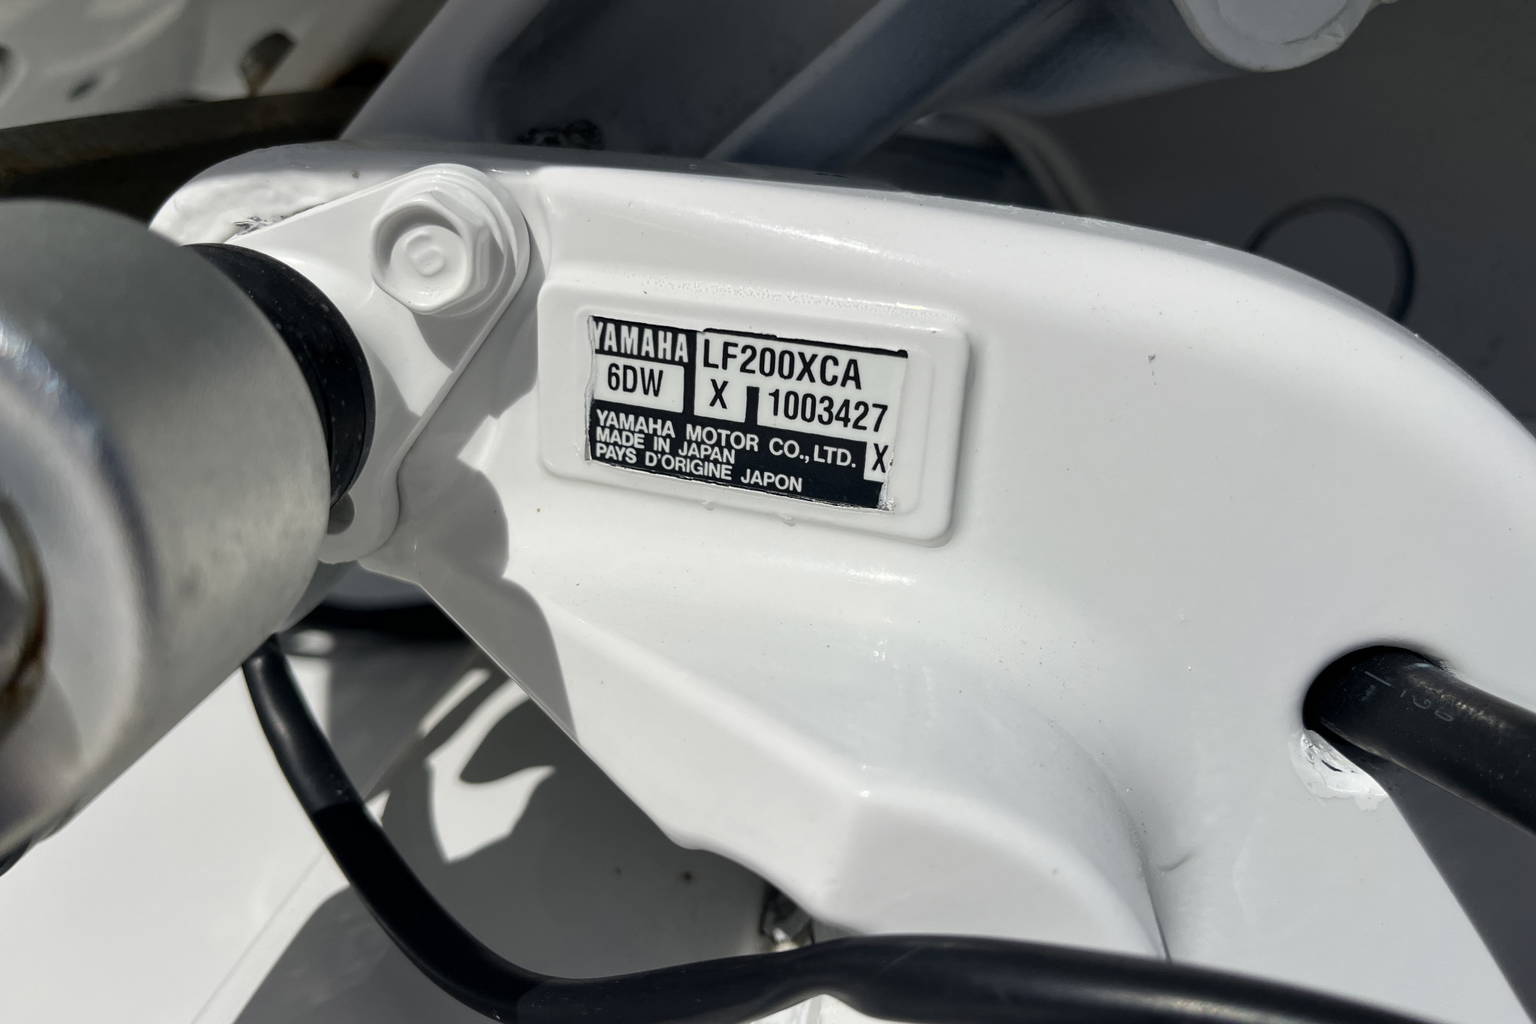 YAMAHA LF200XCA
6DW X 1003427
YAMAHA MOTOR CO., LTD. X
MADE IN JAPAN
PAYS D'ORIGINE JAPON